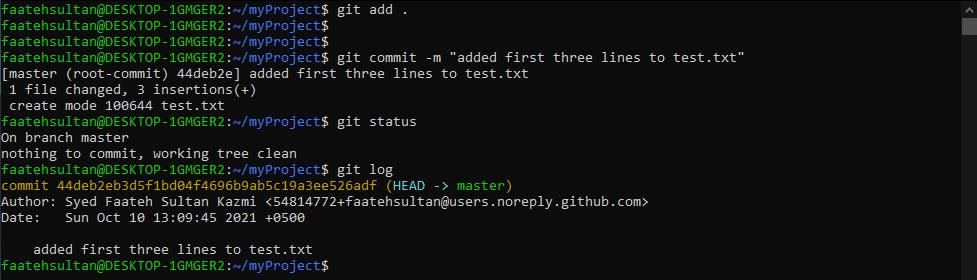 faatehsultan@DESKTOP-1GMGER2:~/myProject$ git add .
faatehsultan@DESKTOP-1GMGER2:~/myProject$
faatehsultan@DESKTOP-1GMGER2:~/myProject$
faatehsultan@DESKTOP-1GMGER2:~/myProject$ git commit -m "added first three lines to test.txt"
[master (root-commit) 44deb2e] added first three lines to test.txt
 1 file changed, 3 insertions(+)
 create mode 100644 test.txt
faatehsultan@DESKTOP-1GMGER2:~/myProject$ git status
On branch master
nothing to commit, working tree clean
faatehsultan@DESKTOP-1GMGER2:~/myProject$ git log
commit 44deb2eb3d5f1bd04f4696b9ab5c19a3ee526adf (HEAD -> master)
Author: Syed Faateh Sultan Kazmi <54814772+faatehsultan@users.noreply.github.com>
Date:   Sun Oct 10 13:09:45 2021 +0500

    added first three lines to test.txt
faatehsultan@DESKTOP-1GMGER2:~/myProject$